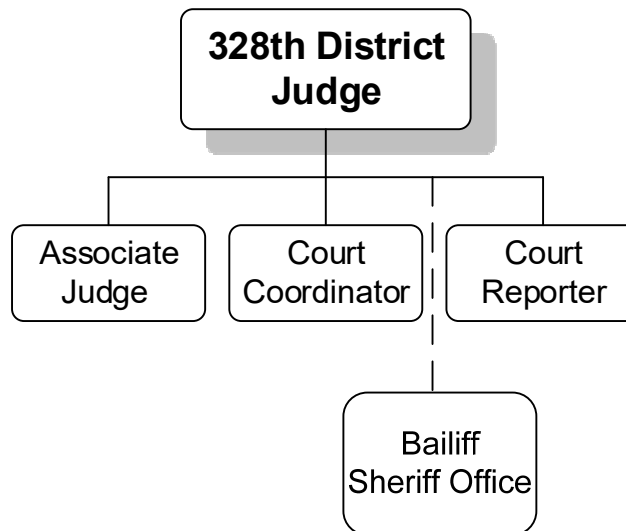 328th District
Judge
Associate
Judge
Court
Coordinator
Court
Reporter
Bailiff
Sheriff Office